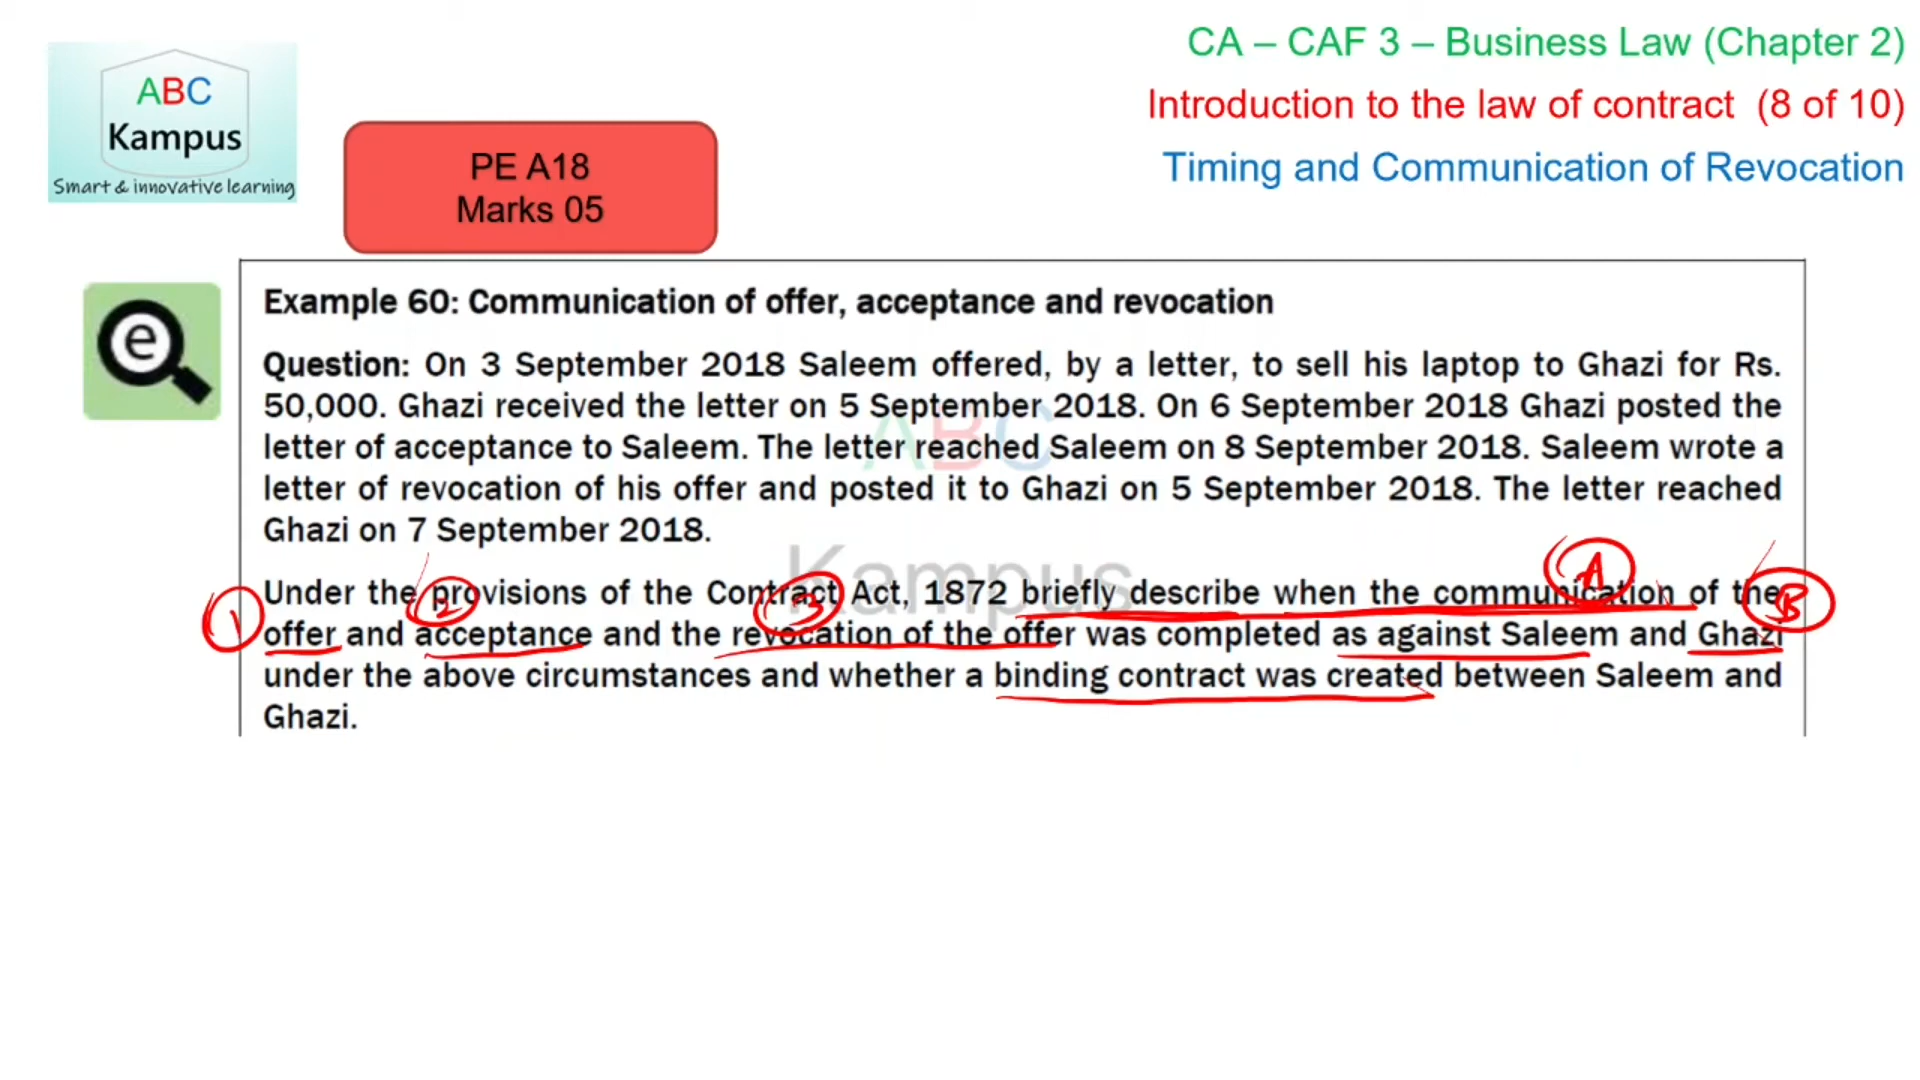 CA – CAF 3 – Business Law (Chapter 2)
Introduction to the law of contract (8 of 10)
Timing and Communication of Revocation
ABC
Kampus
Smart & innovative learning
PE A18
Marks 05
e
Example 60: Communication of offer, acceptance and revocation
Question: On 3 September 2018 Saleem offered, by a letter, to sell his laptop to Ghazi for Rs.
50,000. Ghazi received the letter on 5 September 2018. On 6 September 2018 Ghazi posted the
letter of acceptance to Saleem. The letter reached Saleem on 8 September 2018. Saleem wrote a
letter of revocation of his offer and posted it to Ghazi on 5 September 2018. The letter reached
Ghazi on 7 September 2018.
ABC
Kampus
A
Under the provisions of the Contract Act, 1872 briefly describe when the communication of the
1
2
3
B
offer and acceptance and the revocation of the offer was completed as against Saleem and Ghazi
under the above circumstances and whether a binding contract was created between Saleem and
Ghazi.